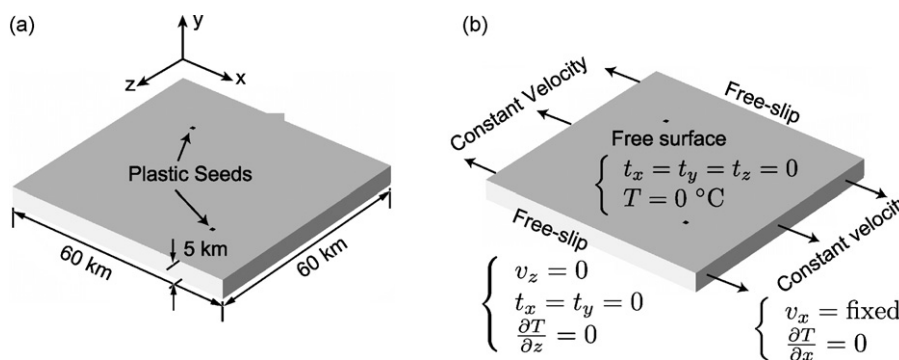 (a)
y
z
x
Plastic Seeds
5 km
60 km
60 km
(b)
Constant Velocity
Free-slip
Free surface
t_x = t_y = t_z = 0
T = 0 °C
Free-slip
v_z = 0
t_x = t_y = 0
∂T/∂z = 0
Constant velocity
v_x = fixed
∂T/∂x = 0